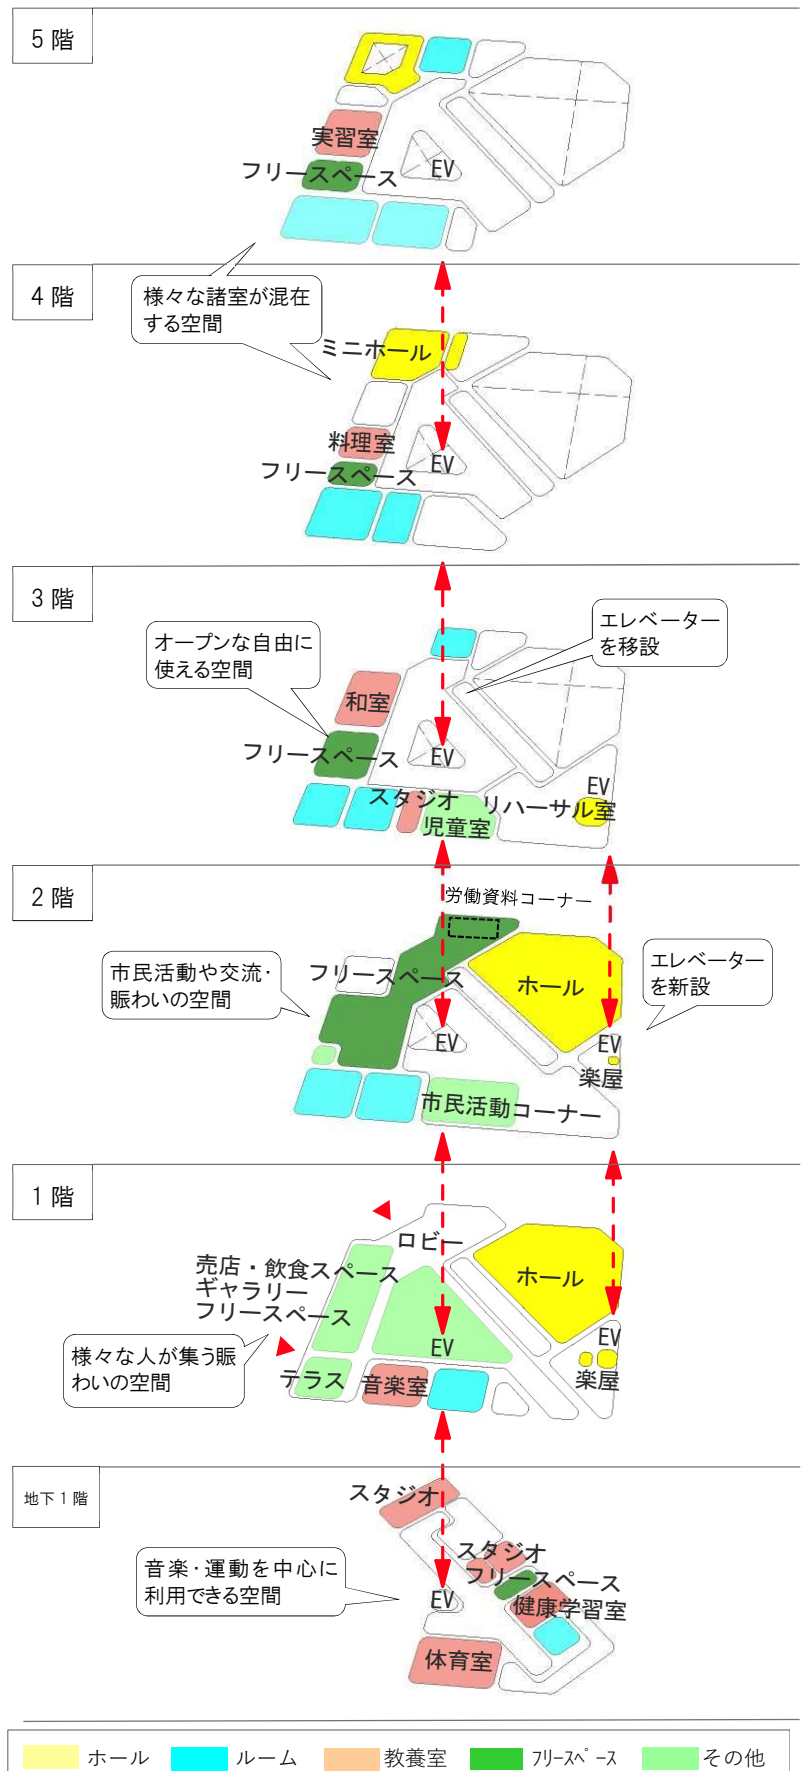 5階
実習室
フリースペース
EV
様々な諸室が混在
する空間
4階
ミニホール
料理室
フリースペース
EV
3階
オープンな自由に
使える空間
エレベーター
を移設
和室
フリースペース
EV
スタジオ
児童室
EV
リハーサル室
2階
労働資料コーナー
市民活動や交流・
賑わいの空間
フリースペース
ホール
エレベーター
を新設
EV
EV
楽屋
市民活動コーナー
1階
ロビー
売店・飲食スペース
ギャラリー
フリースペース
ホール
EV
EV
様々な人が集う賑
わいの空間
テラス
音楽室
楽屋
地下1階
スタジオ
音楽・運動を中心に
利用できる空間
スタジオ
フリースペース
EV
健康学習室
体育室
ホール ルーム 教養室 フリースペース その他